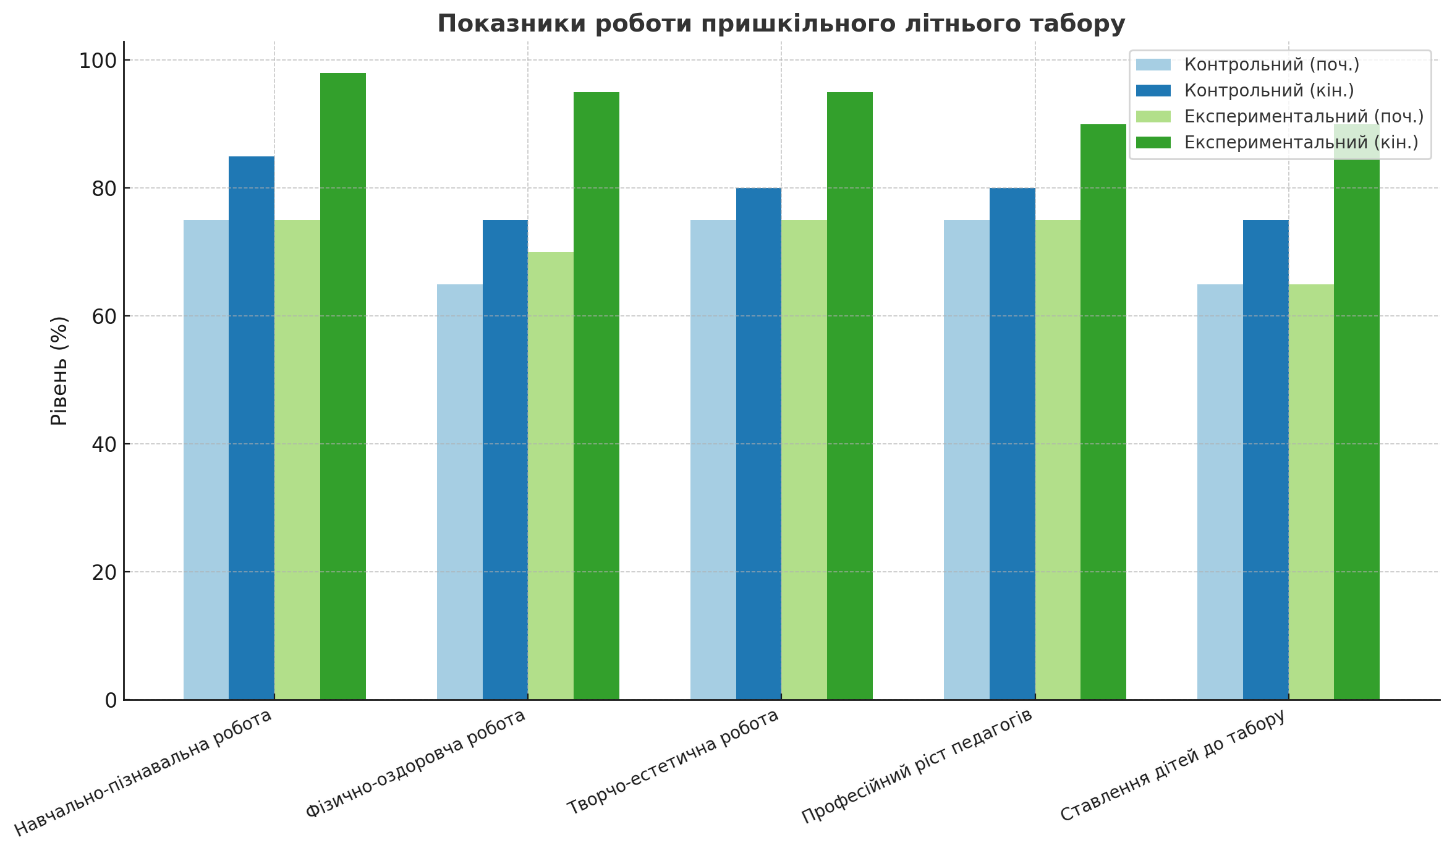 Показники роботи пришкільного літнього табору
Контрольний (поч.)
Контрольний (кін.)
Експериментальний (поч.)
Експериментальний (кін.)
Рівень (%)
100
80
60
40
20
0
Навчально-пізнавальна робота
Фізично-оздоровча робота
Творчо-естетична робота
Професійний ріст педагогів
Ставлення дітей до табору